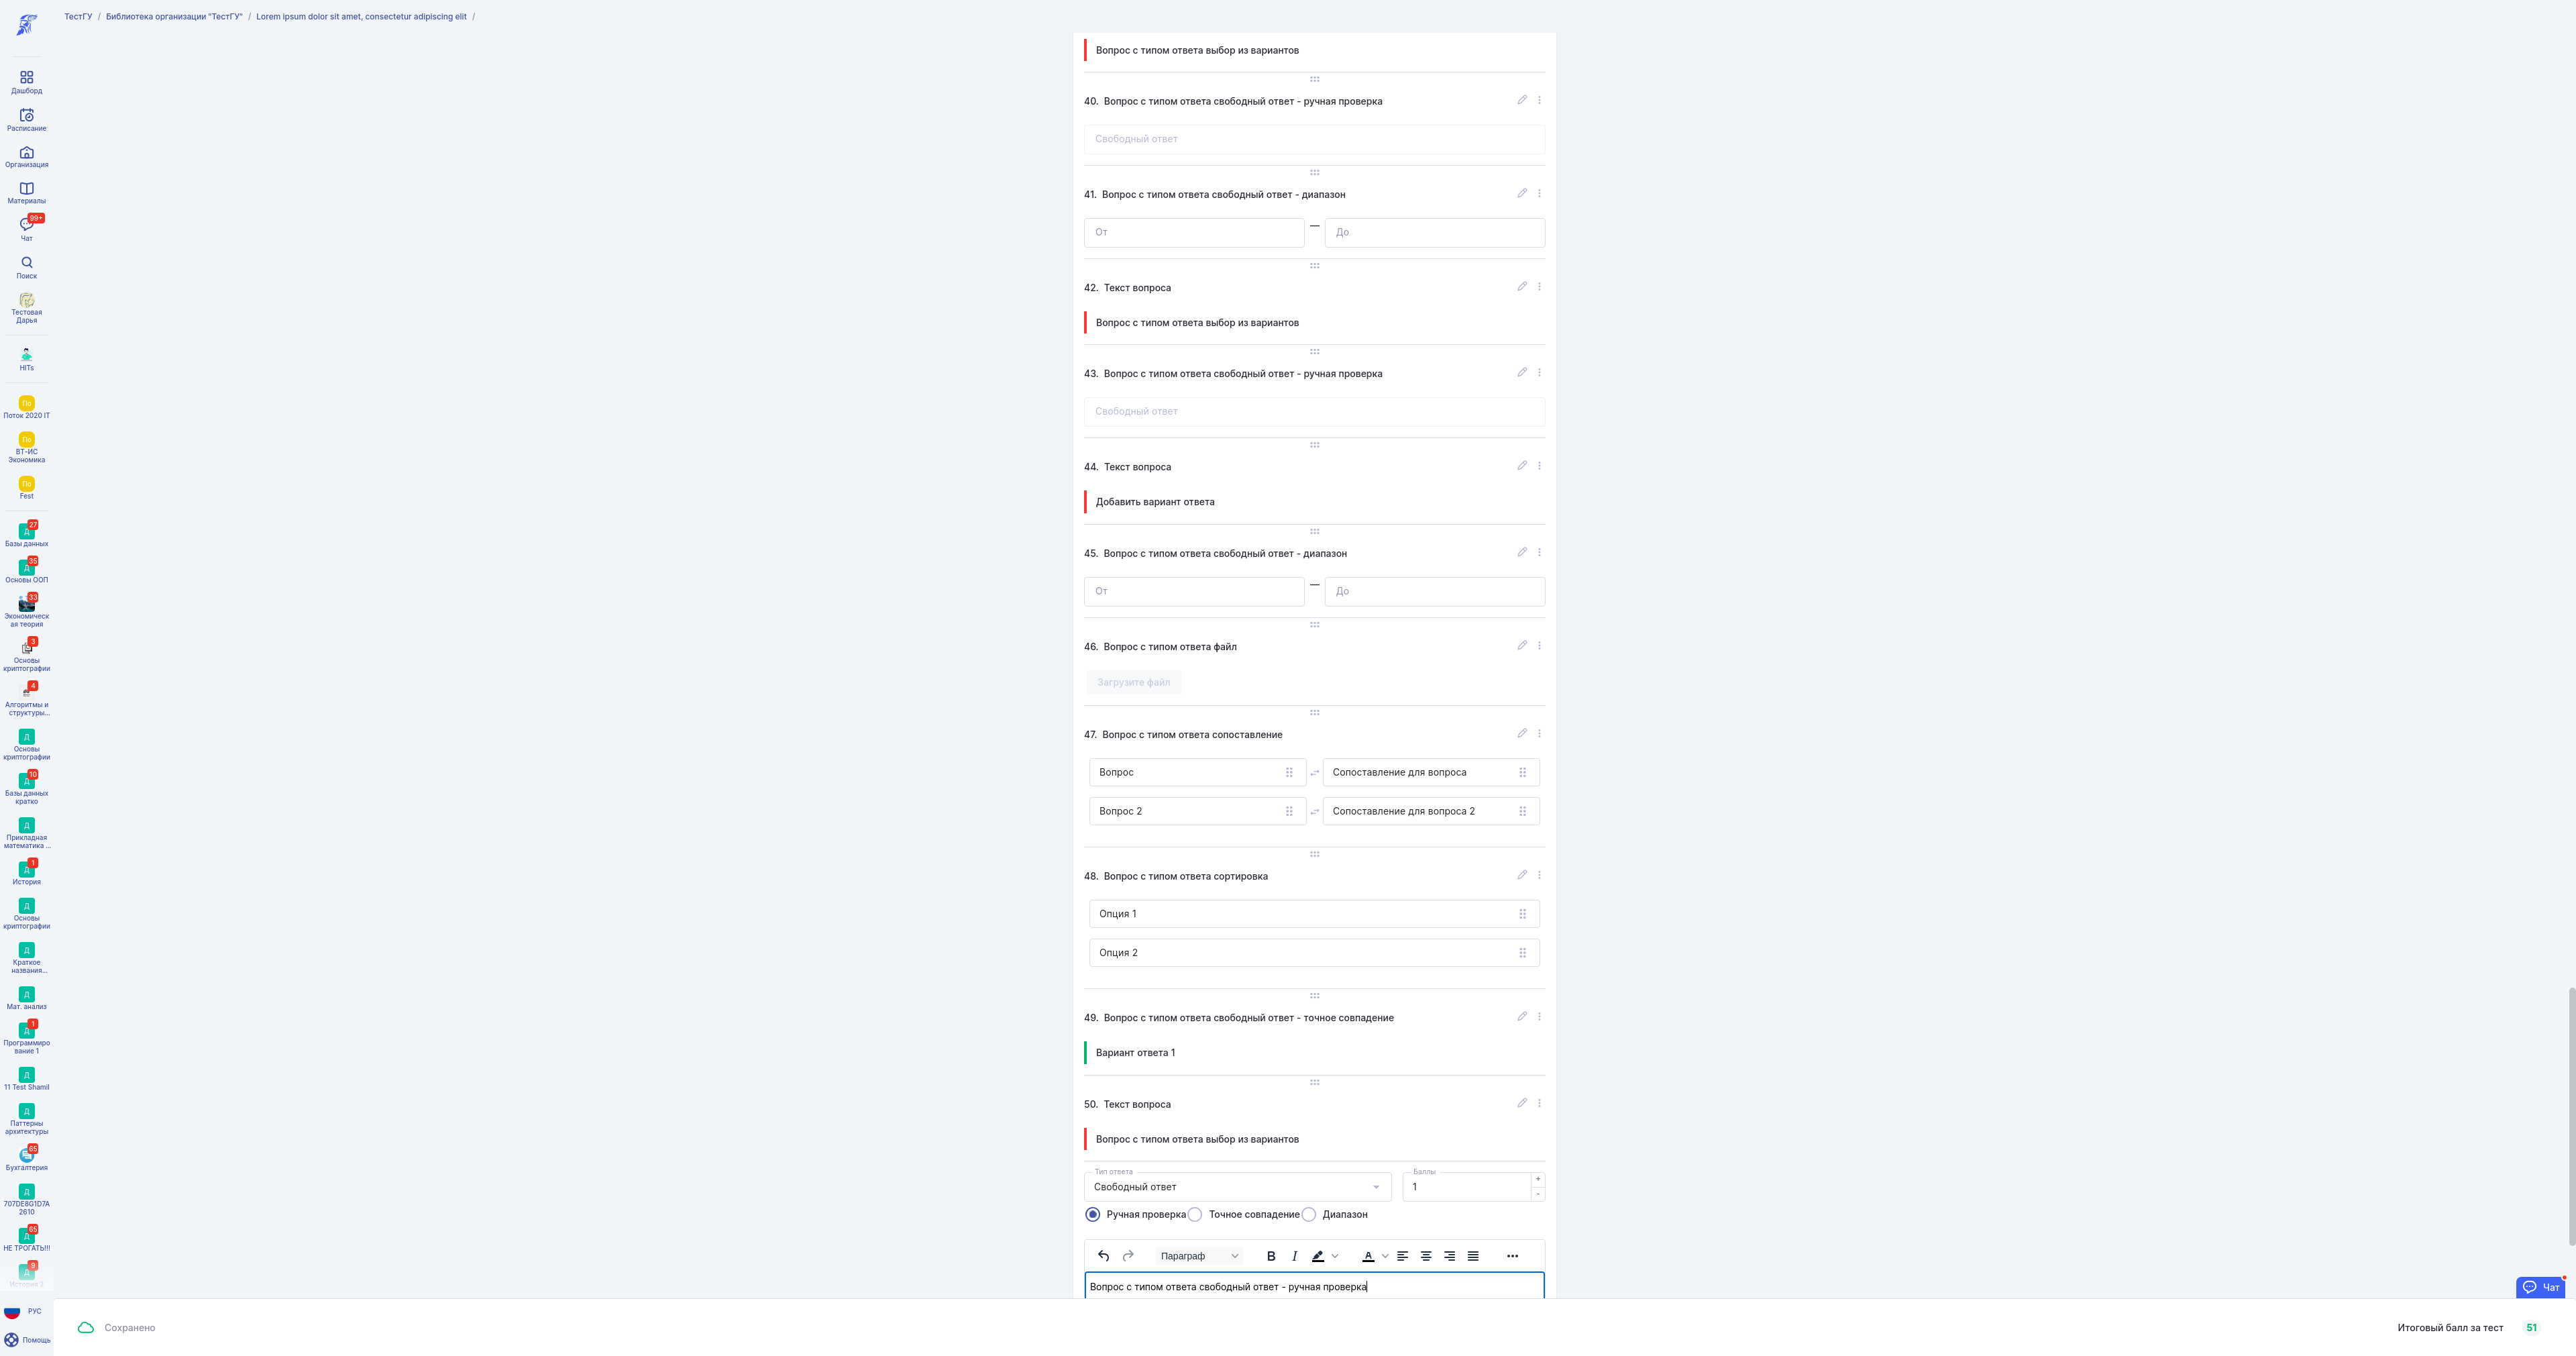 ТестГУ / Библиотека организации "ТестГУ" / Lorem ipsum dolor sit amet, consectetur adipiscing elit /
Дашборд
Расписание
Организация
Материалы
99+
Чат
Поиск
Тестовая
Дарья
HITs
По
Поток 2020 IT
По
ВТ-ИС
Экономика
По
Fest
27
Д
Базы данных
35
Д
Основы ООП
33
Экономическ
ая теория
3
Основы
криптографии
4
Алгоритмы и
структуры...
Д
Основы
криптографии
10
Д
Базы данных
кратко
Д
Прикладная
математика ...
1
Д
История
Д
Основы
криптографии
Д
Краткое
названия...
Д
Мат. анализ
1
Д
Программиро
вание 1
Д
11 Test Shamil
Д
Паттерны
архитектуры
65
Бухгалтерия
Д
707DE8G1D7A
2610
65
Д
НЕ ТРОГАТЬ!!!
9
Д
История 2
РУС
Помощь
Вопрос с типом ответа выбор из вариантов
40. Вопрос с типом ответа свободный ответ - ручная проверка
Свободный ответ
41. Вопрос с типом ответа свободный ответ - диапазон
От — До
42. Текст вопроса
Вопрос с типом ответа выбор из вариантов
43. Вопрос с типом ответа свободный ответ - ручная проверка
Свободный ответ
44. Текст вопроса
Добавить вариант ответа
45. Вопрос с типом ответа свободный ответ - диапазон
От — До
46. Вопрос с типом ответа файл
Загрузите файл
47. Вопрос с типом ответа сопоставление
Вопрос Сопоставление для вопроса
Вопрос 2 Сопоставление для вопроса 2
48. Вопрос с типом ответа сортировка
Опция 1
Опция 2
49. Вопрос с типом ответа свободный ответ - точное совпадение
Вариант ответа 1
50. Текст вопроса
Вопрос с типом ответа выбор из вариантов
Тип ответа Баллы
Свободный ответ 1 + -
Ручная проверка Точное совпадение Диапазон
Параграф B I A
Вопрос с типом ответа свободный ответ - ручная проверка
Чат
Сохранено
Итоговый балл за тест 51